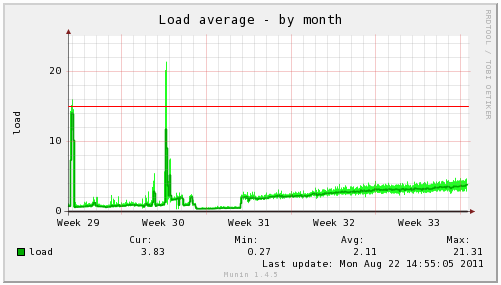 Load average - by month
RRDTOOL / TOBI OETIKER
load
20
10
0
Week 29 Week 30 Week 31 Week 32 Week 33
Cur: Min: Avg: Max:
load 3.83 0.27 2.11 21.31
Last update: Mon Aug 22 14:55:05 2011
Munin 1.4.5